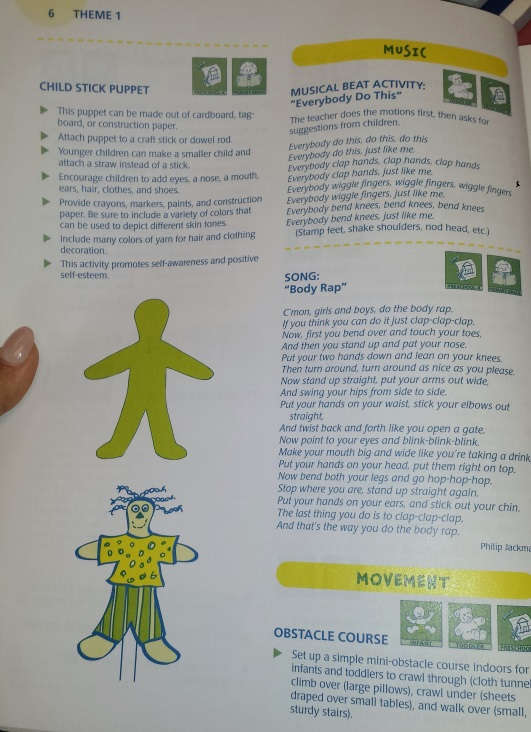 6 THEME 1
CHILD STICK PUPPET
This puppet can be made out of cardboard, tag-
board, or construction paper.
Attach puppet to a craft stick or dowel rod.
Younger children can make a smaller child and
attach a straw instead of a stick.
Encourage children to add eyes, a nose, a mouth,
ears, hair, clothes, and shoes.
Provide crayons, markers, paints, and construction
paper. Be sure to include a variety of colors that
can be used to depict different skin tones.
Include many colors of yarn for hair and clothing
decoration.
This activity promotes self-awareness and positive
self-esteem.
MUSIC
MUSICAL BEAT ACTIVITY:
"Everybody Do This"
The teacher does the motions first, then asks for
suggestions from children.
Everybody do this, do this, do this
Everybody do this, just like me.
Everybody clap hands, clap hands, clap hands
Everybody clap hands, just like me.
Everybody wiggle fingers, wiggle fingers, wiggle fingers
Everybody wiggle fingers, just like me.
Everybody bend knees, bend knees, bend knees
Everybody bend knees, just like me.
(Stamp feet, shake shoulders, nod head, etc.)
SONG:
"Body Rap"
C'mon, girls and boys, do the body rap.
If you think you can do it just clap-clap-clap.
Now, first you bend over and touch your toes,
And then you stand up and pat your nose.
Put your two hands down and lean on your knees.
Then turn around, turn around as nice as you please.
Now stand up straight, put your arms out wide,
And swing your hips from side to side.
Put your hands on your waist, stick your elbows out
straight,
And twist back and forth like you open a gate.
Now point to your eyes and blink-blink-blink.
Make your mouth big and wide like you're taking a drink
Put your hands on your head, put them right on top.
Now bend both your legs and go hop-hop-hop.
Stop where you are, stand up straight again.
Put your hands on your ears, and stick out your chin.
The last thing you do is to clap-clap-clap,
And that's the way you do the body rap.
Philip Jackma
MOVEMENT
INFANT TODDLER PRESCHOO
OBSTACLE COURSE
Set up a simple mini-obstacle course indoors for
infants and toddlers to crawl through (cloth tunnel
climb over (large pillows), crawl under (sheets
draped over small tables), and walk over (small,
sturdy stairs).